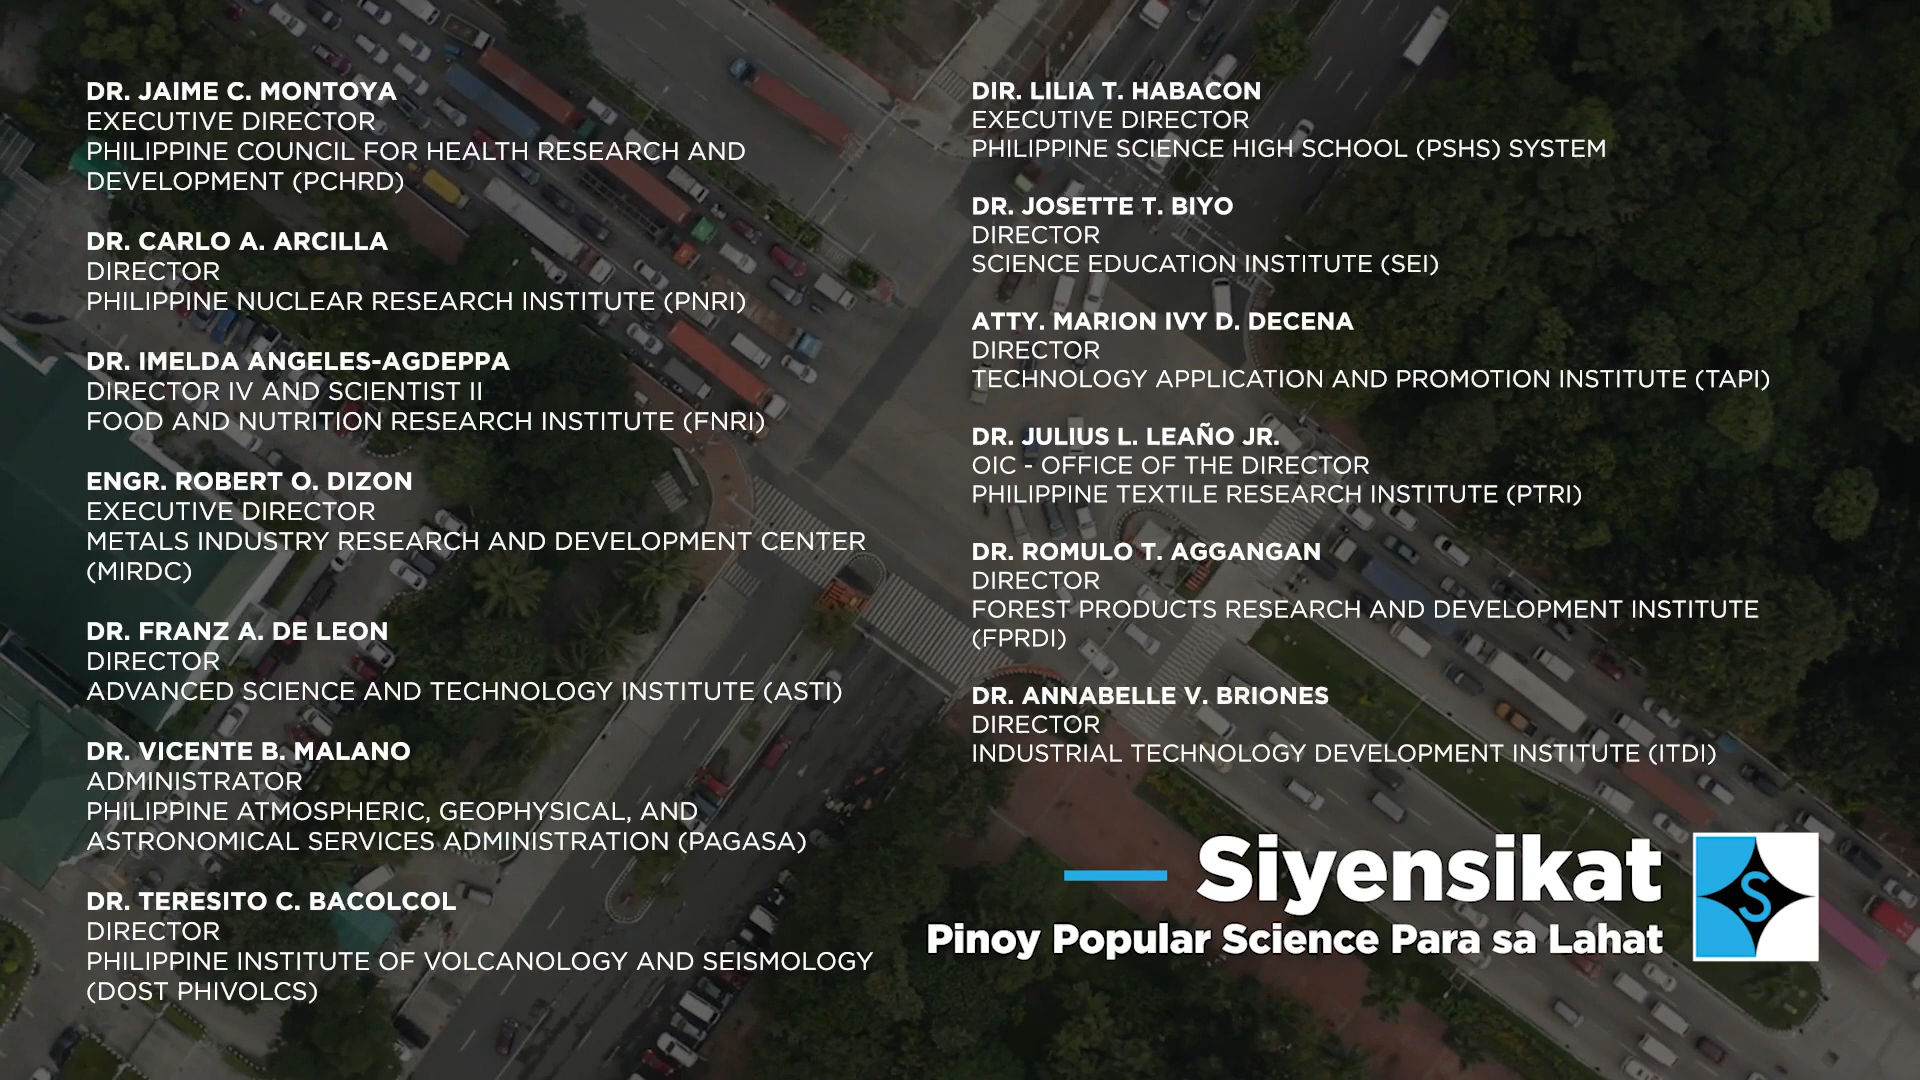 DR. JAIME C. MONTOYA
EXECUTIVE DIRECTOR
PHILIPPINE COUNCIL FOR HEALTH RESEARCH AND
DEVELOPMENT (PCHRD)
DR. CARLO A. ARCILLA
DIRECTOR
PHILIPPINE NUCLEAR RESEARCH INSTITUTE (PNRI)
DR. IMELDA ANGELES-AGDEPPA
DIRECTOR IV AND SCIENTIST II
FOOD AND NUTRITION RESEARCH INSTITUTE (FNRI)
ENGR. ROBERT O. DIZON
EXECUTIVE DIRECTOR
METALS INDUSTRY RESEARCH AND DEVELOPMENT CENTER
(MIRDC)
DR. FRANZ A. DE LEON
DIRECTOR
ADVANCED SCIENCE AND TECHNOLOGY INSTITUTE (ASTI)
DR. VICENTE B. MALANO
ADMINISTRATOR
PHILIPPINE ATMOSPHERIC, GEOPHYSICAL, AND
ASTRONOMICAL SERVICES ADMINISTRATION (PAGASA)
DR. TERESITO C. BACOLCOL
DIRECTOR
PHILIPPINE INSTITUTE OF VOLCANOLOGY AND SEISMOLOGY
(DOST PHIVOLCS)
DIR. LILIA T. HABACON
EXECUTIVE DIRECTOR
PHILIPPINE SCIENCE HIGH SCHOOL (PSHS) SYSTEM
DR. JOSETTE T. BIYO
DIRECTOR
SCIENCE EDUCATION INSTITUTE (SEI)
ATTY. MARION IVY D. DECENA
DIRECTOR
TECHNOLOGY APPLICATION AND PROMOTION INSTITUTE (TAPI)
DR. JULIUS L. LEAÑO JR.
OIC - OFFICE OF THE DIRECTOR
PHILIPPINE TEXTILE RESEARCH INSTITUTE (PTRI)
DR. ROMULO T. AGGANGAN
DIRECTOR
FOREST PRODUCTS RESEARCH AND DEVELOPMENT INSTITUTE
(FPRDI)
DR. ANNABELLE V. BRIONES
DIRECTOR
INDUSTRIAL TECHNOLOGY DEVELOPMENT INSTITUTE (ITDI)
Siyensikat
Pinoy Popular Science Para sa Lahat
S